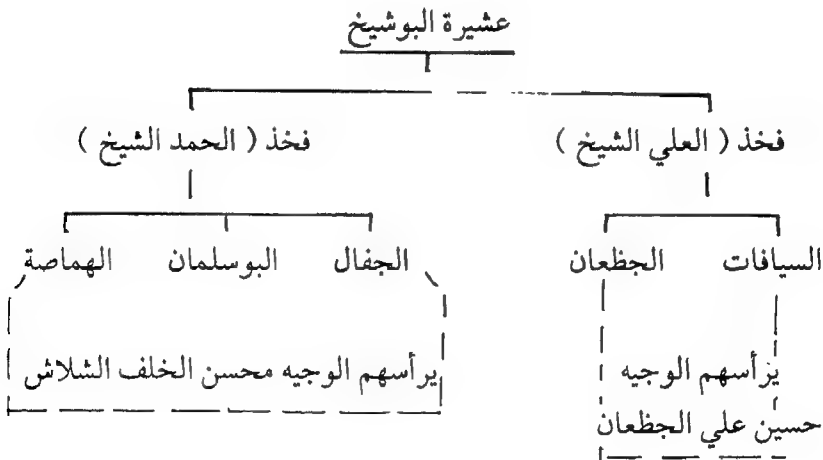 عشيرة البوشيخ
فخذ ( العلي الشيخ )
فخذ ( الحمد الشيخ )
السيافات
الجظعان
الجفال
البوسلمان
الهماصة
يرأسهم الوجيه
حسين علي الجظعان
يرأسهم الوجيه محسن الخلف الشلاش